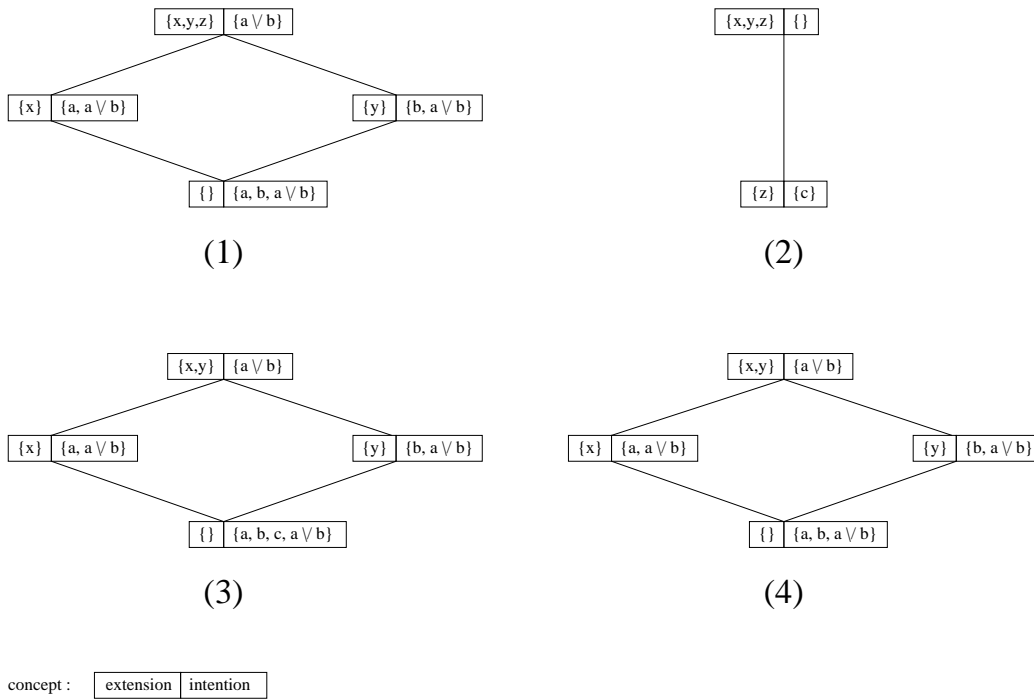 {x,y,z} {a \/ b}
{x,y,z} {}
{x} {a, a \/ b}
{y} {b, a \/ b}
{} {a, b, a \/ b}
{z} {c}
(1)
(2)
{x,y} {a \/ b}
{x,y} {a \/ b}
{x} {a, a \/ b}
{y} {b, a \/ b}
{x} {a, a \/ b}
{y} {b, a \/ b}
{} {a, b, c, a \/ b}
{} {a, b, a \/ b}
(3)
(4)
concept : extension intention